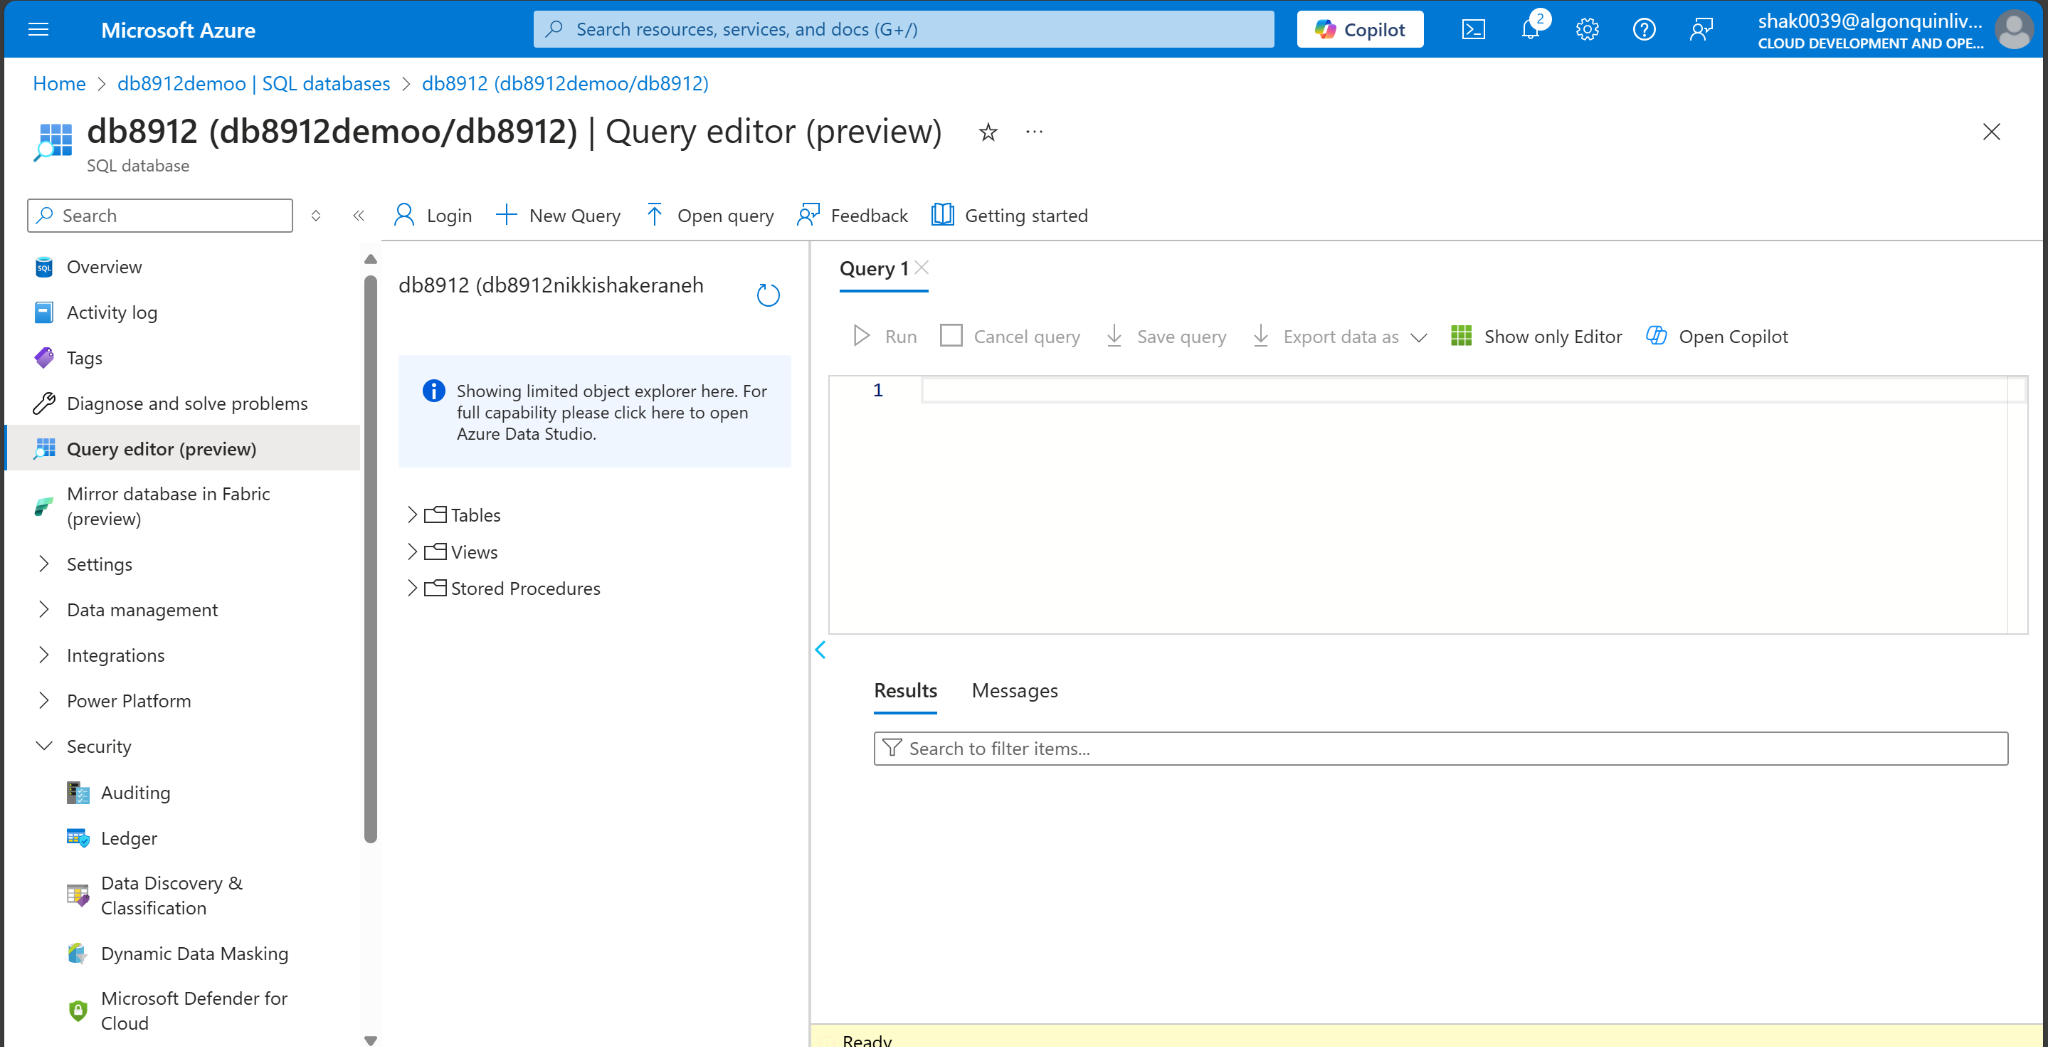 Microsoft Azure
Search resources, services, and docs (G+/)
Copilot
2
shak0039@algonquinliv...
CLOUD DEVELOPMENT AND OPE...
Home > db8912demoo | SQL databases > db8912 (db8912demoo/db8912)
db8912 (db8912demoo/db8912) | Query editor (preview)
SQL database
Search
Login
New Query
Open query
Feedback
Getting started
Overview
Activity log
Tags
Diagnose and solve problems
Query editor (preview)
Mirror database in Fabric
(preview)
Settings
Data management
Integrations
Power Platform
Security
Auditing
Ledger
Data Discovery &
Classification
Dynamic Data Masking
Microsoft Defender for
Cloud
db8912 (db8912nikkishakeraneh
Showing limited object explorer here. For
full capability please click here to open
Azure Data Studio.
Tables
Views
Stored Procedures
Query 1
Run
Cancel query
Save query
Export data as
Show only Editor
Open Copilot
1
Results
Messages
Search to filter items...
Ready